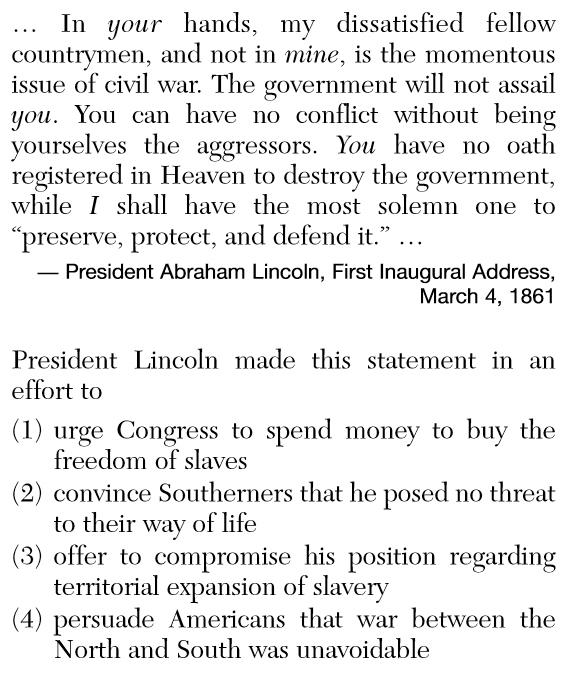 … In your hands, my dissatisfied fellow
countrymen, and not in mine, is the momentous
issue of civil war. The government will not assail
you. You can have no conflict without being
yourselves the aggressors. You have no oath
registered in Heaven to destroy the government,
while I shall have the most solemn one to
“preserve, protect, and defend it.” …
— President Abraham Lincoln, First Inaugural Address,
March 4, 1861
President Lincoln made this statement in an
effort to
(1) urge Congress to spend money to buy the
freedom of slaves
(2) convince Southerners that he posed no threat
to their way of life
(3) offer to compromise his position regarding
territorial expansion of slavery
(4) persuade Americans that war between the
North and South was unavoidable